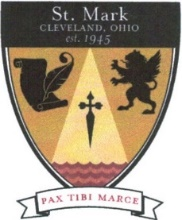 St. Mark
CLEVELAND, OHIO
est. 1945
PAX TIBI MARCE